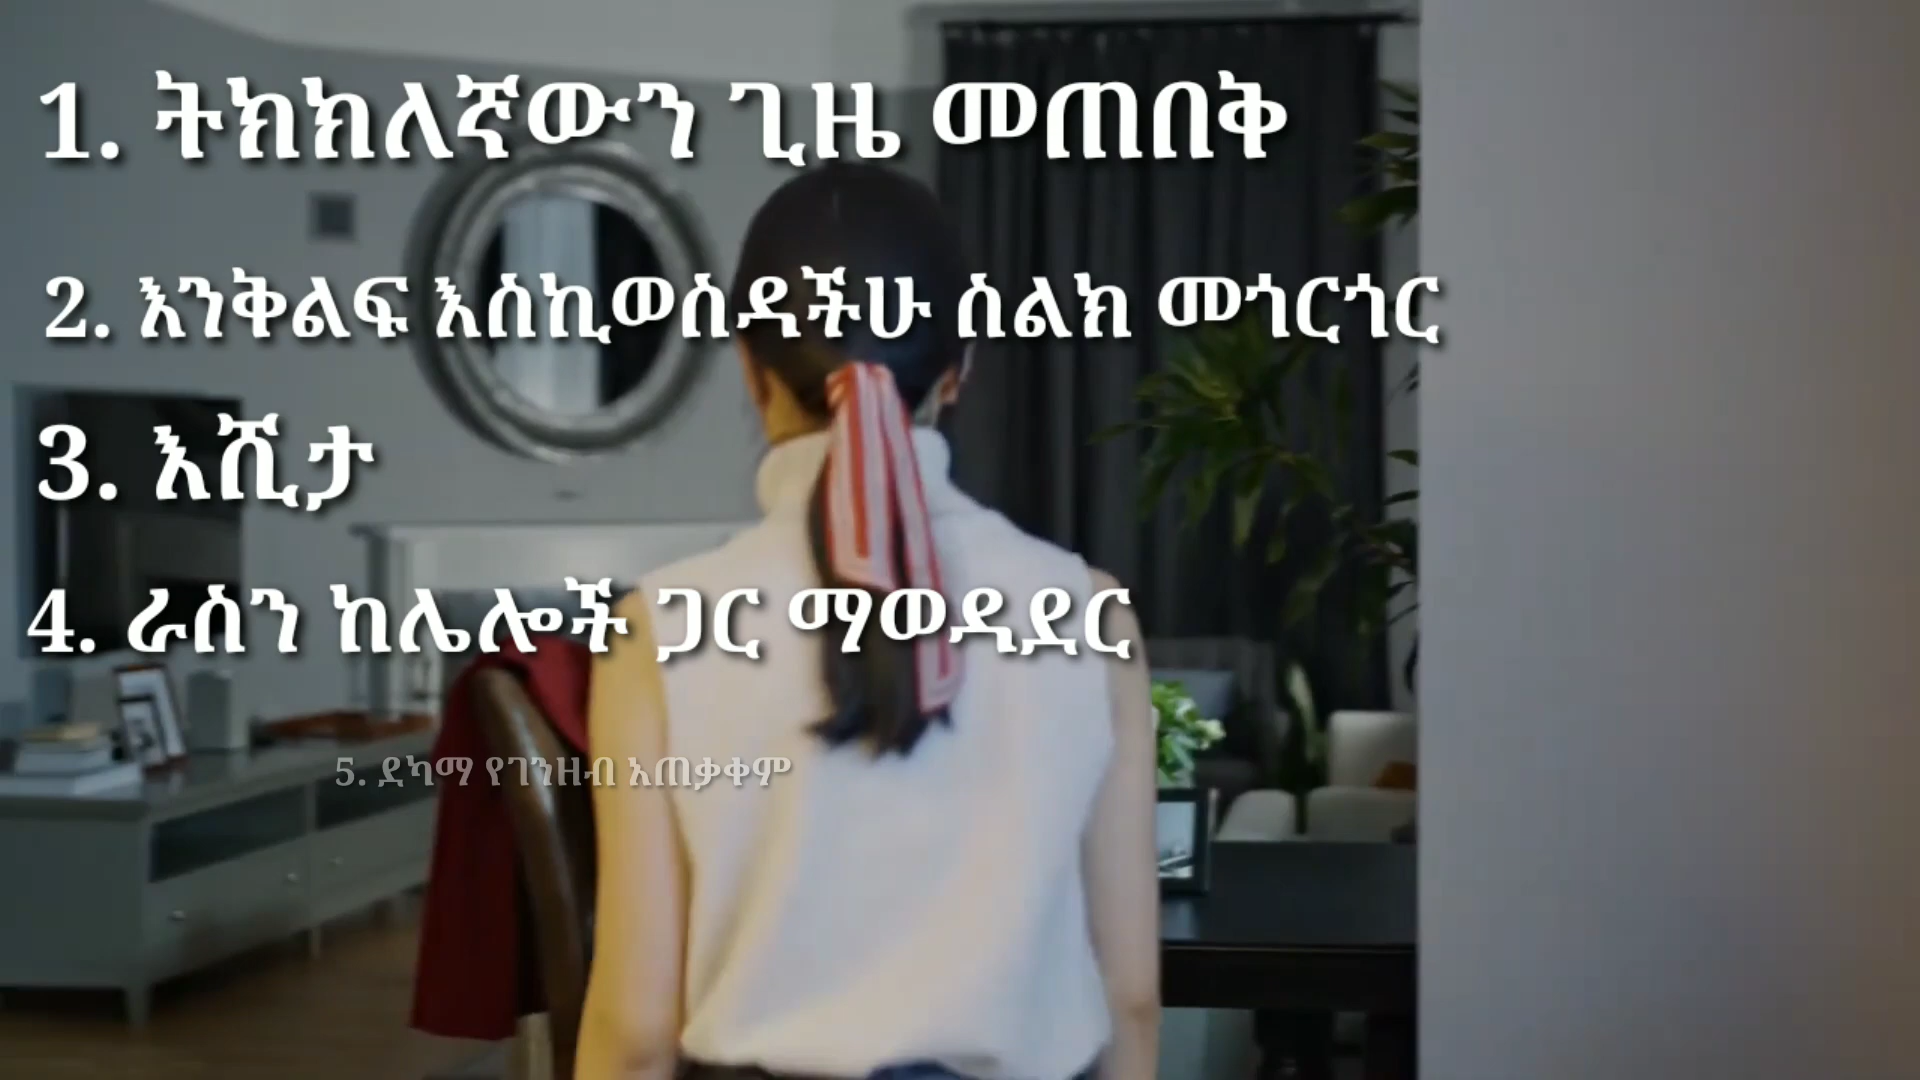 1. ትክክለኛውን ጊዜ መጠበቅ
2. እንቅልፍ እስኪወስዳችሁ ስልክ መጎርጎር
3. እሺታ
4. ራስን ከሌሎች ጋር ማወዳደር
5. ደካማ የገንዘብ አጠቃቀም